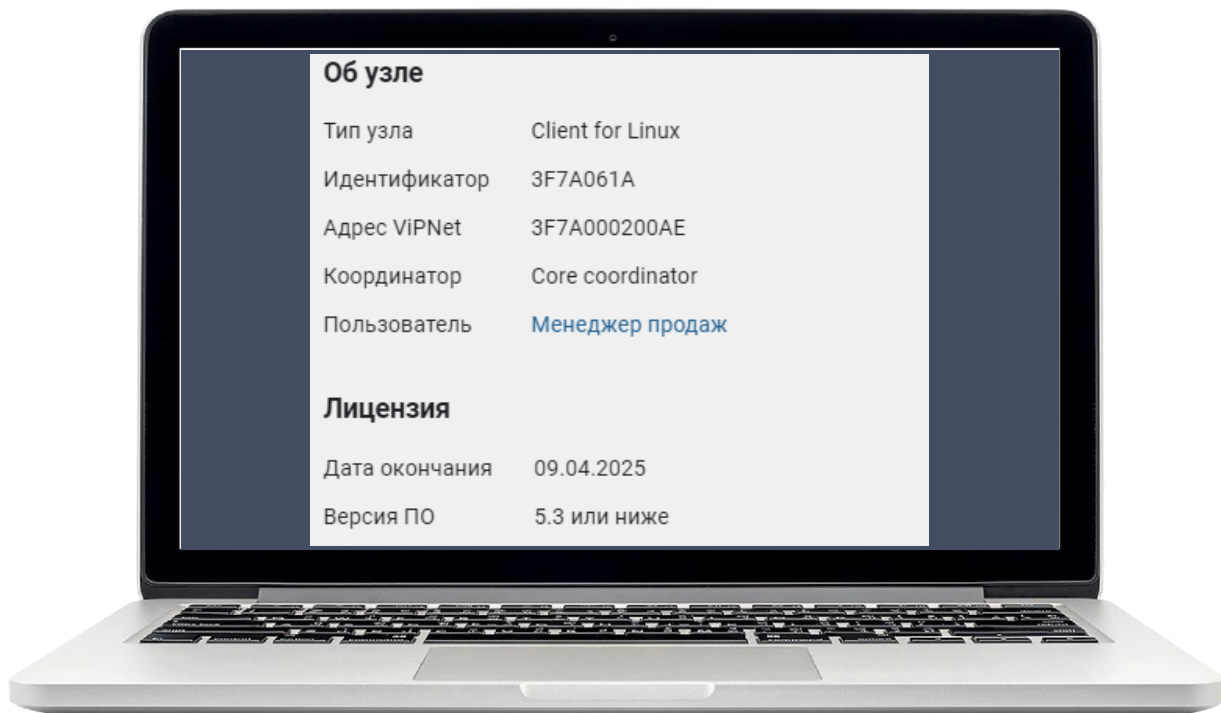 Об узле
Тип узла Client for Linux
Идентификатор 3F7A061A
Адрес ViPNet 3F7A000200AE
Координатор Core coordinator
Пользователь Менеджер продаж
Лицензия
Дата окончания 09.04.2025
Версия ПО 5.3 или ниже